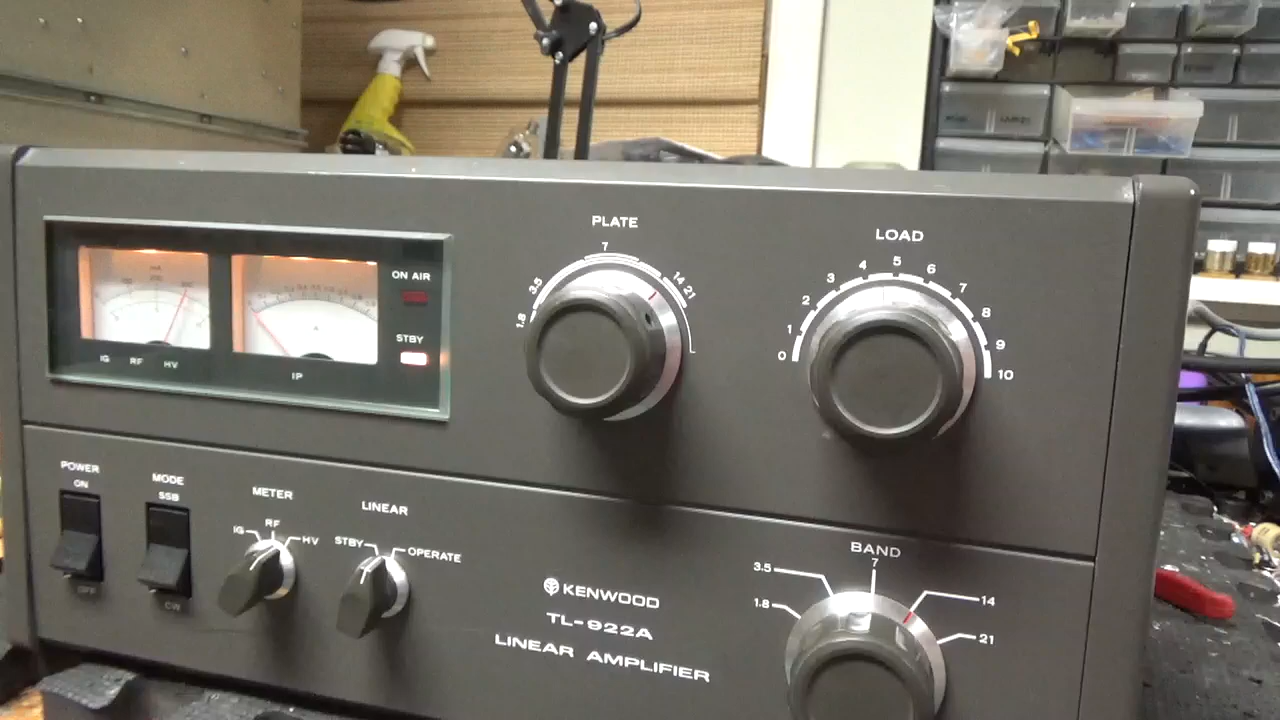 PLATE
1.8 3.5 7 14 21
LOAD
0 1 2 3 4 5 6 7 8 9 10
ON AIR
STBY
IG RF HV
IP
POWER
ON
OFF
MODE
SSB
CW
METER
IG RF HV
LINEAR
STBY OPERATE
KENWOOD
TL-922A
LINEAR AMPLIFIER
BAND
1.8 3.5 7 14 21